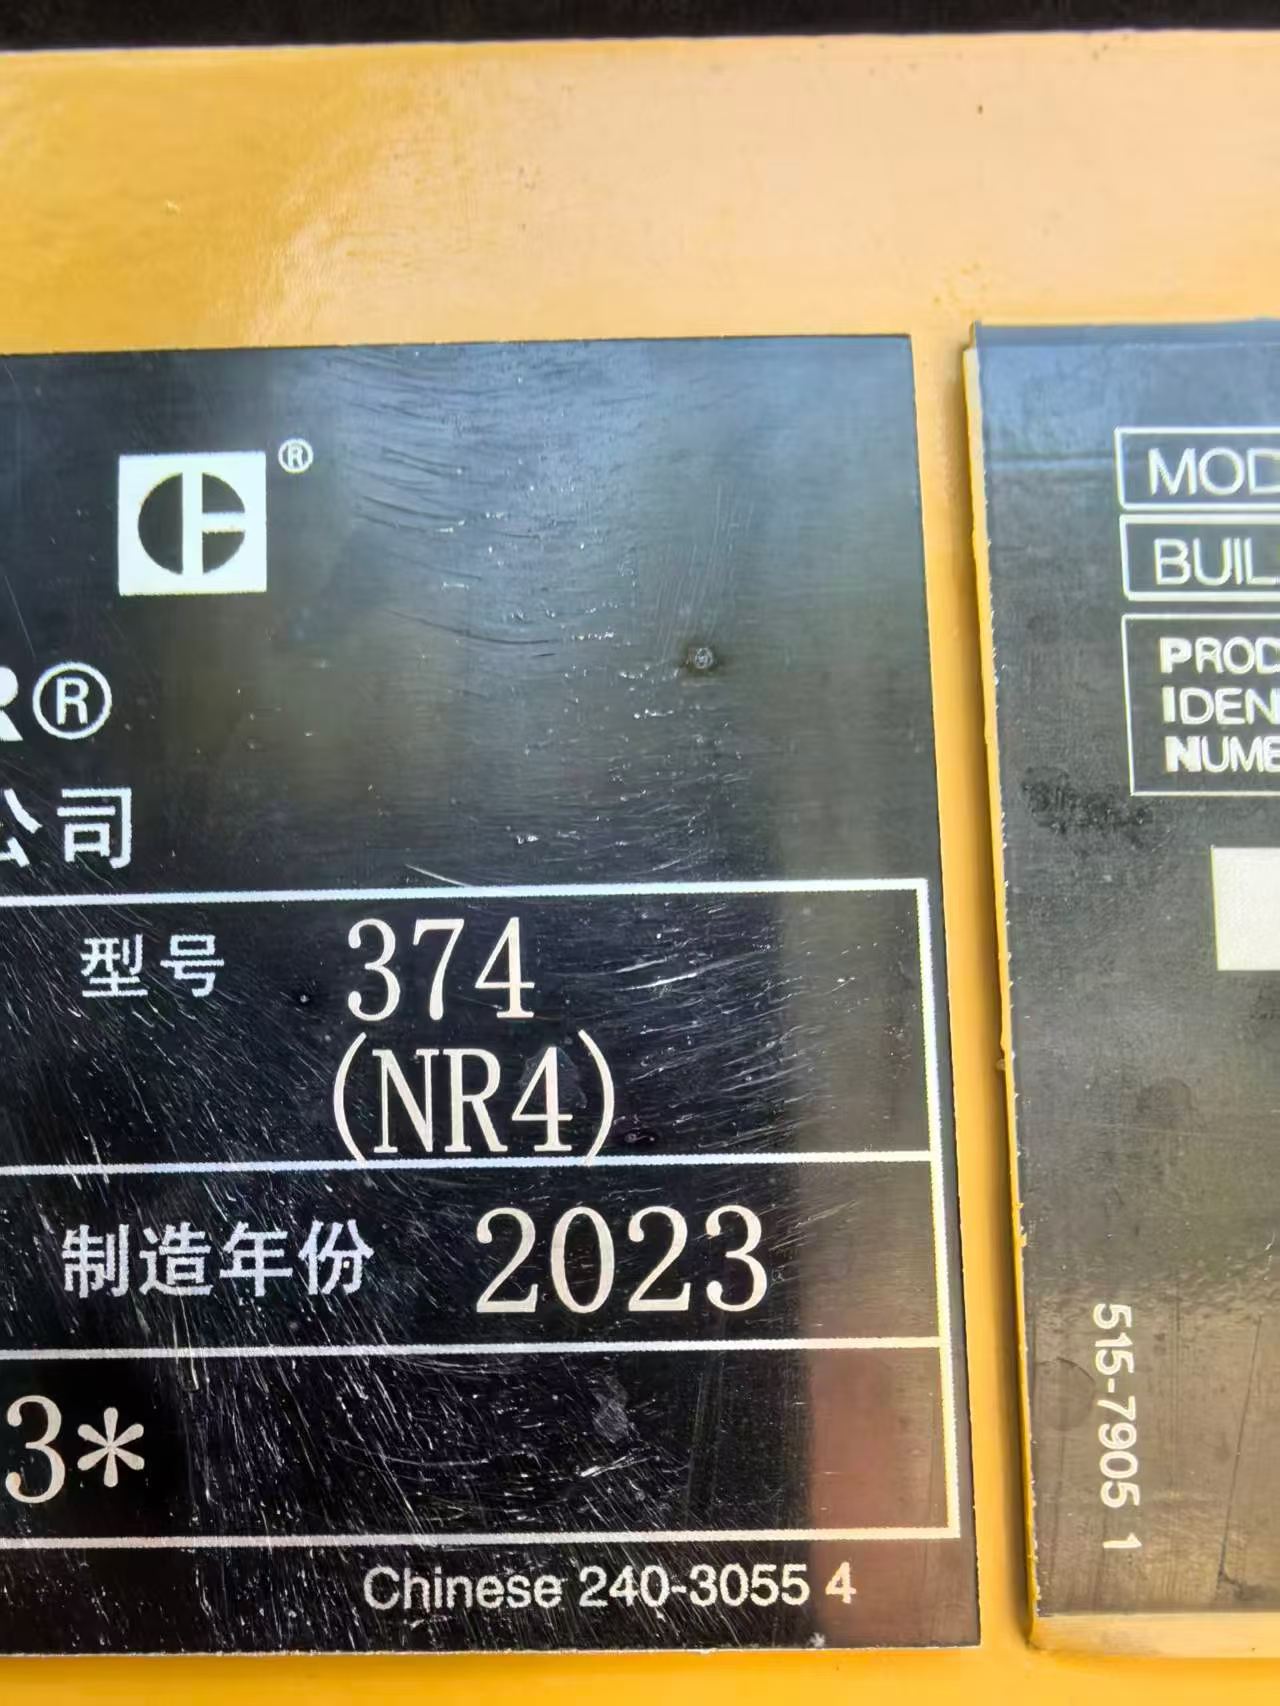 ®
R®
公司
型号 374
(NR4)
制造年份 2023
3*
Chinese 240-3055 4
MOD
BUIL
PROD
IDEN
NUME
515-7905 1